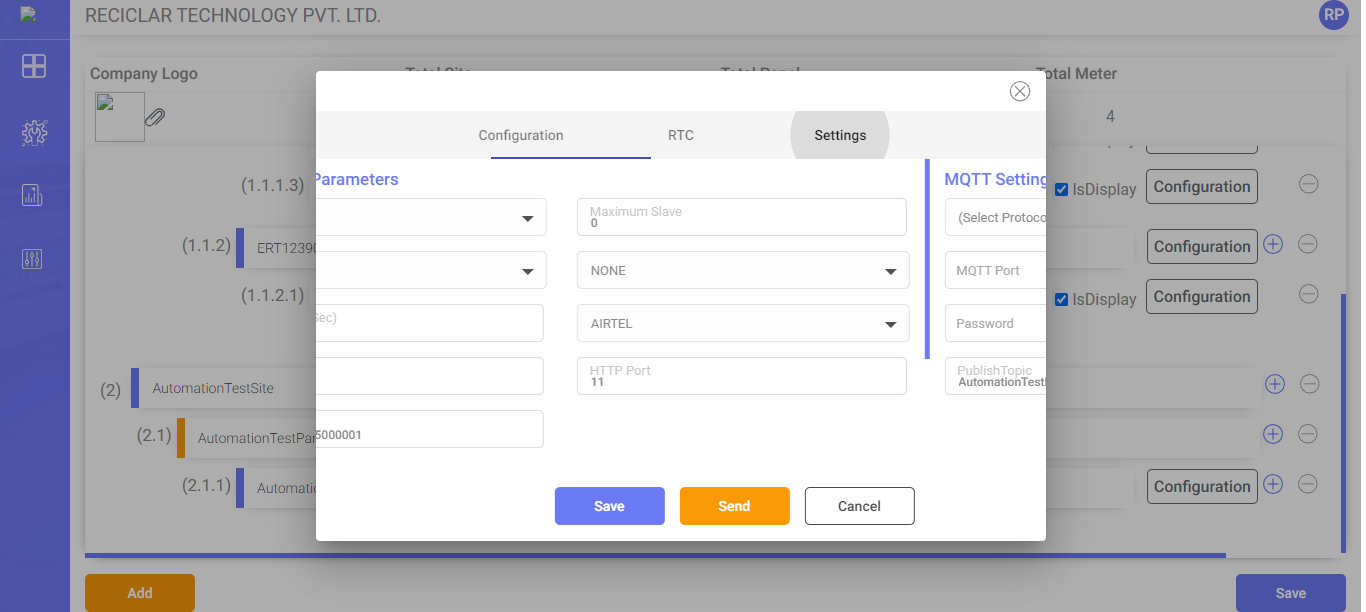 RECICLAR TECHNOLOGY PVT. LTD.
RP
Company Logo
Total Site
Total Panel
Total Meter
4
Configuration
RTC
Settings
(1.1.1.3)
IsDisplay
Configuration
(1.1.2)
ERT12390
Configuration
(1.1.2.1)
IsDisplay
Configuration
(2)
AutomationTestSite
(2.1)
AutomationTestPa
(2.1.1)
Automati
Configuration
Parameters
Maximum Slave
0
NONE
Sec)
AIRTEL
HTTP Port
11
5000001
MQTT Setting
(Select Protoco
MQTT Port
Password
PublishTopic
AutomationTest
Save
Send
Cancel
Add
Save